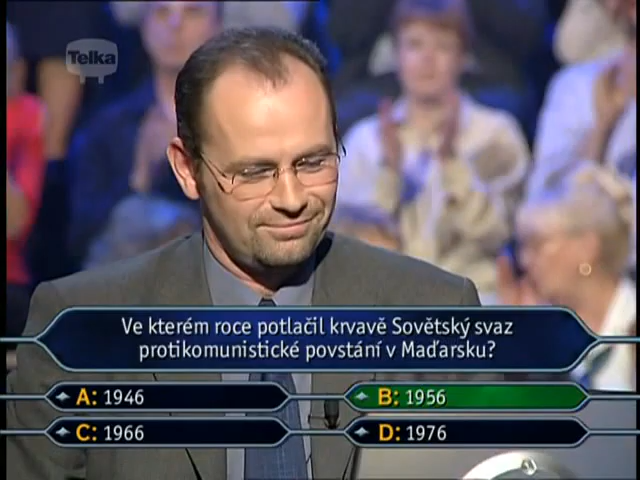 Telka
Ve kterém roce potlačil krvavě Sovětský svaz
protikomunistické povstání v Maďarsku?
A: 1946
B: 1956
C: 1966
D: 1976